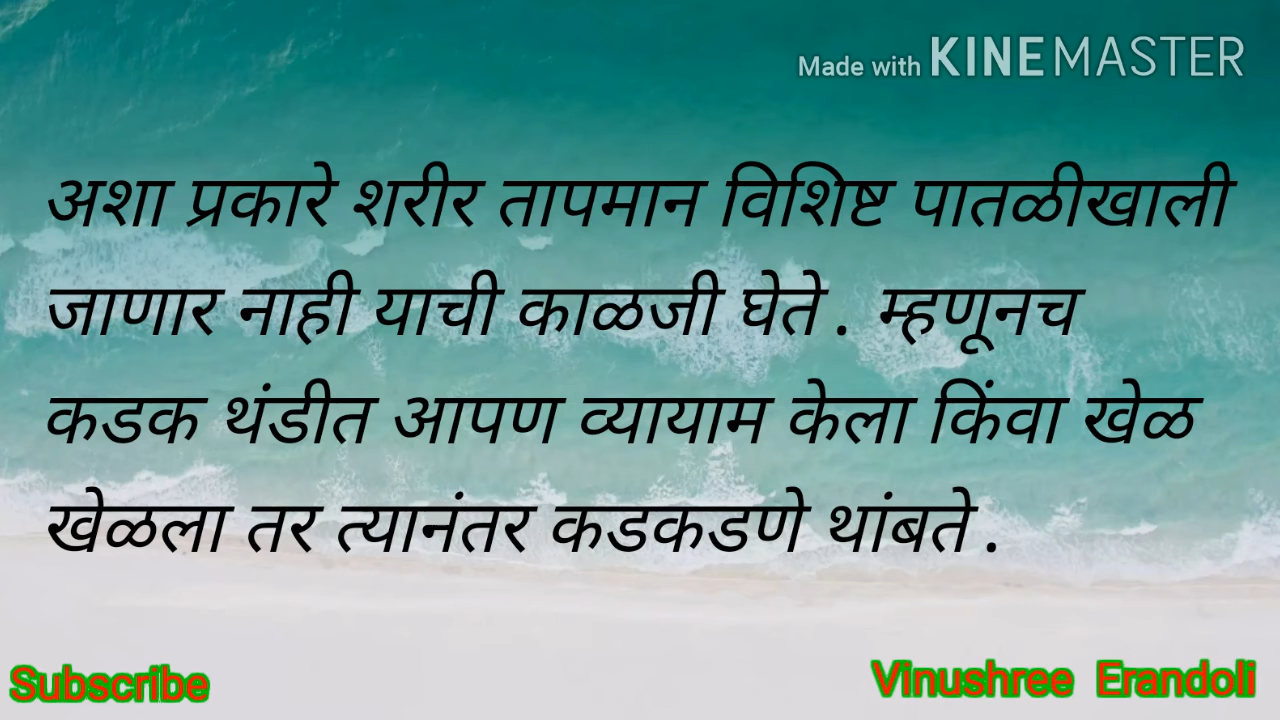 Made with KINEMASTER
अशा प्रकारे शरीर तापमान विशिष्ट पातळीखाली
जाणार नाही याची काळजी घेते. म्हणूनच
कडक थंडीत आपण व्यायाम केला किंवा खेळ
खेळला तर त्यानंतर कडकडणे थांबते.
Subscribe
Vinushree Erandoli